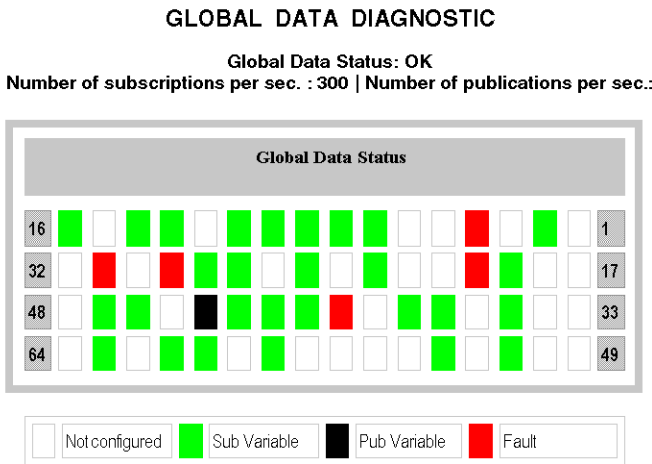 GLOBAL DATA DIAGNOSTIC
Global Data Status: OK
Number of subscriptions per sec. : 300 | Number of publications per sec.:
Global Data Status
16 1
32 17
48 33
64 49
Not configured Sub Variable Pub Variable Fault